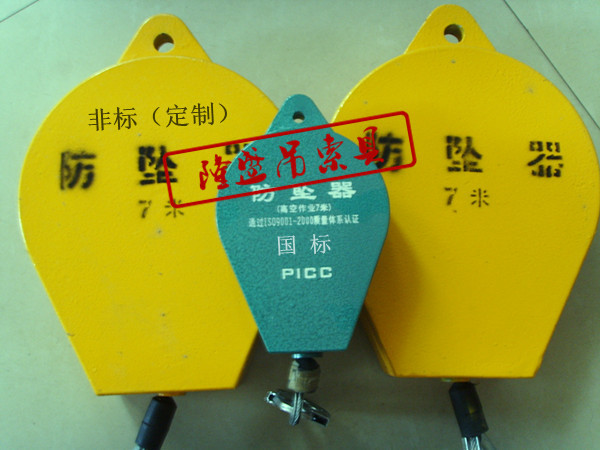 非标（定制）
防坠器
7米
隆盛吊索具
防坠器
(高空作业7米)
通过ISO9001-2000质量体系认证
国标
PICC
防坠器
7米